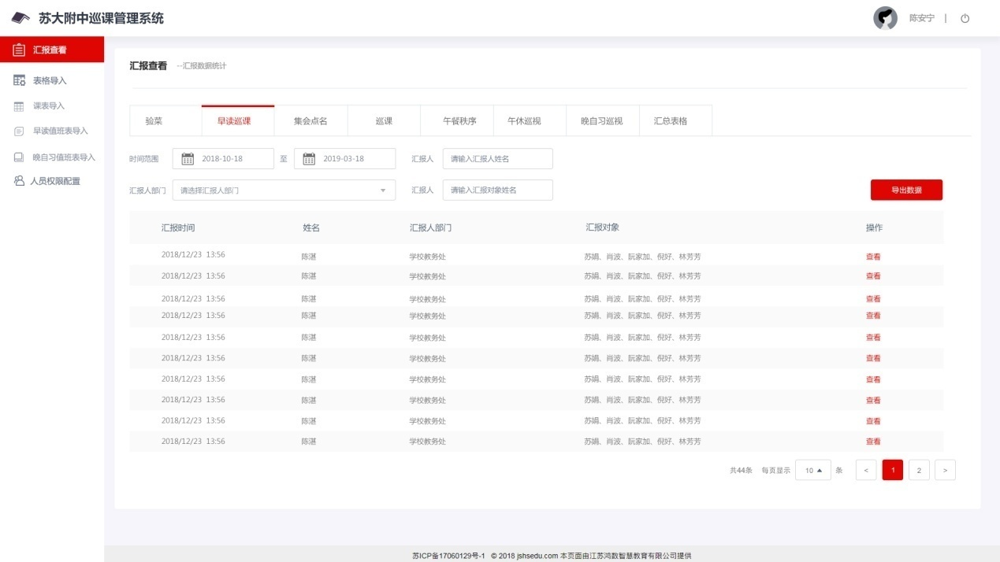 苏大附中巡课管理系统
陈安宁 |
汇报查看
表格导入
课表导入
早读值班表导入
晚自习值班表导入
人员权限配置
汇报查看 --汇报数据统计
验菜 早读巡课 集会点名 巡课 午餐秩序 午休巡视 晚自习巡视 汇总表格
时间范围 2018-10-18 至 2019-03-18 汇报人 请输入汇报人姓名
汇报人部门 请选择汇报人部门 汇报人 请输入汇报对象姓名 导出数据
汇报时间 姓名 汇报人部门 汇报对象 操作
2018/12/23 13:56 陈湛 学校教务处 苏娟、肖波、阮家加、倪好、林芳芳 查看
2018/12/23 13:56 陈湛 学校教务处 苏娟、肖波、阮家加、倪好、林芳芳 查看
2018/12/23 13:56 陈湛 学校教务处 苏娟、肖波、阮家加、倪好、林芳芳 查看
2018/12/23 13:56 陈湛 学校教务处 苏娟、肖波、阮家加、倪好、林芳芳 查看
2018/12/23 13:56 陈湛 学校教务处 苏娟、肖波、阮家加、倪好、林芳芳 查看
2018/12/23 13:56 陈湛 学校教务处 苏娟、肖波、阮家加、倪好、林芳芳 查看
2018/12/23 13:56 陈湛 学校教务处 苏娟、肖波、阮家加、倪好、林芳芳 查看
2018/12/23 13:56 陈湛 学校教务处 苏娟、肖波、阮家加、倪好、林芳芳 查看
2018/12/23 13:56 陈湛 学校教务处 苏娟、肖波、阮家加、倪好、林芳芳 查看
2018/12/23 13:56 陈湛 学校教务处 苏娟、肖波、阮家加、倪好、林芳芳 查看
共44条 每页显示 10 条 < 1 2 >
苏ICP备17060129号-1 © 2018 jshsedu.com 本页面由江苏鸿数智慧教育有限公司提供